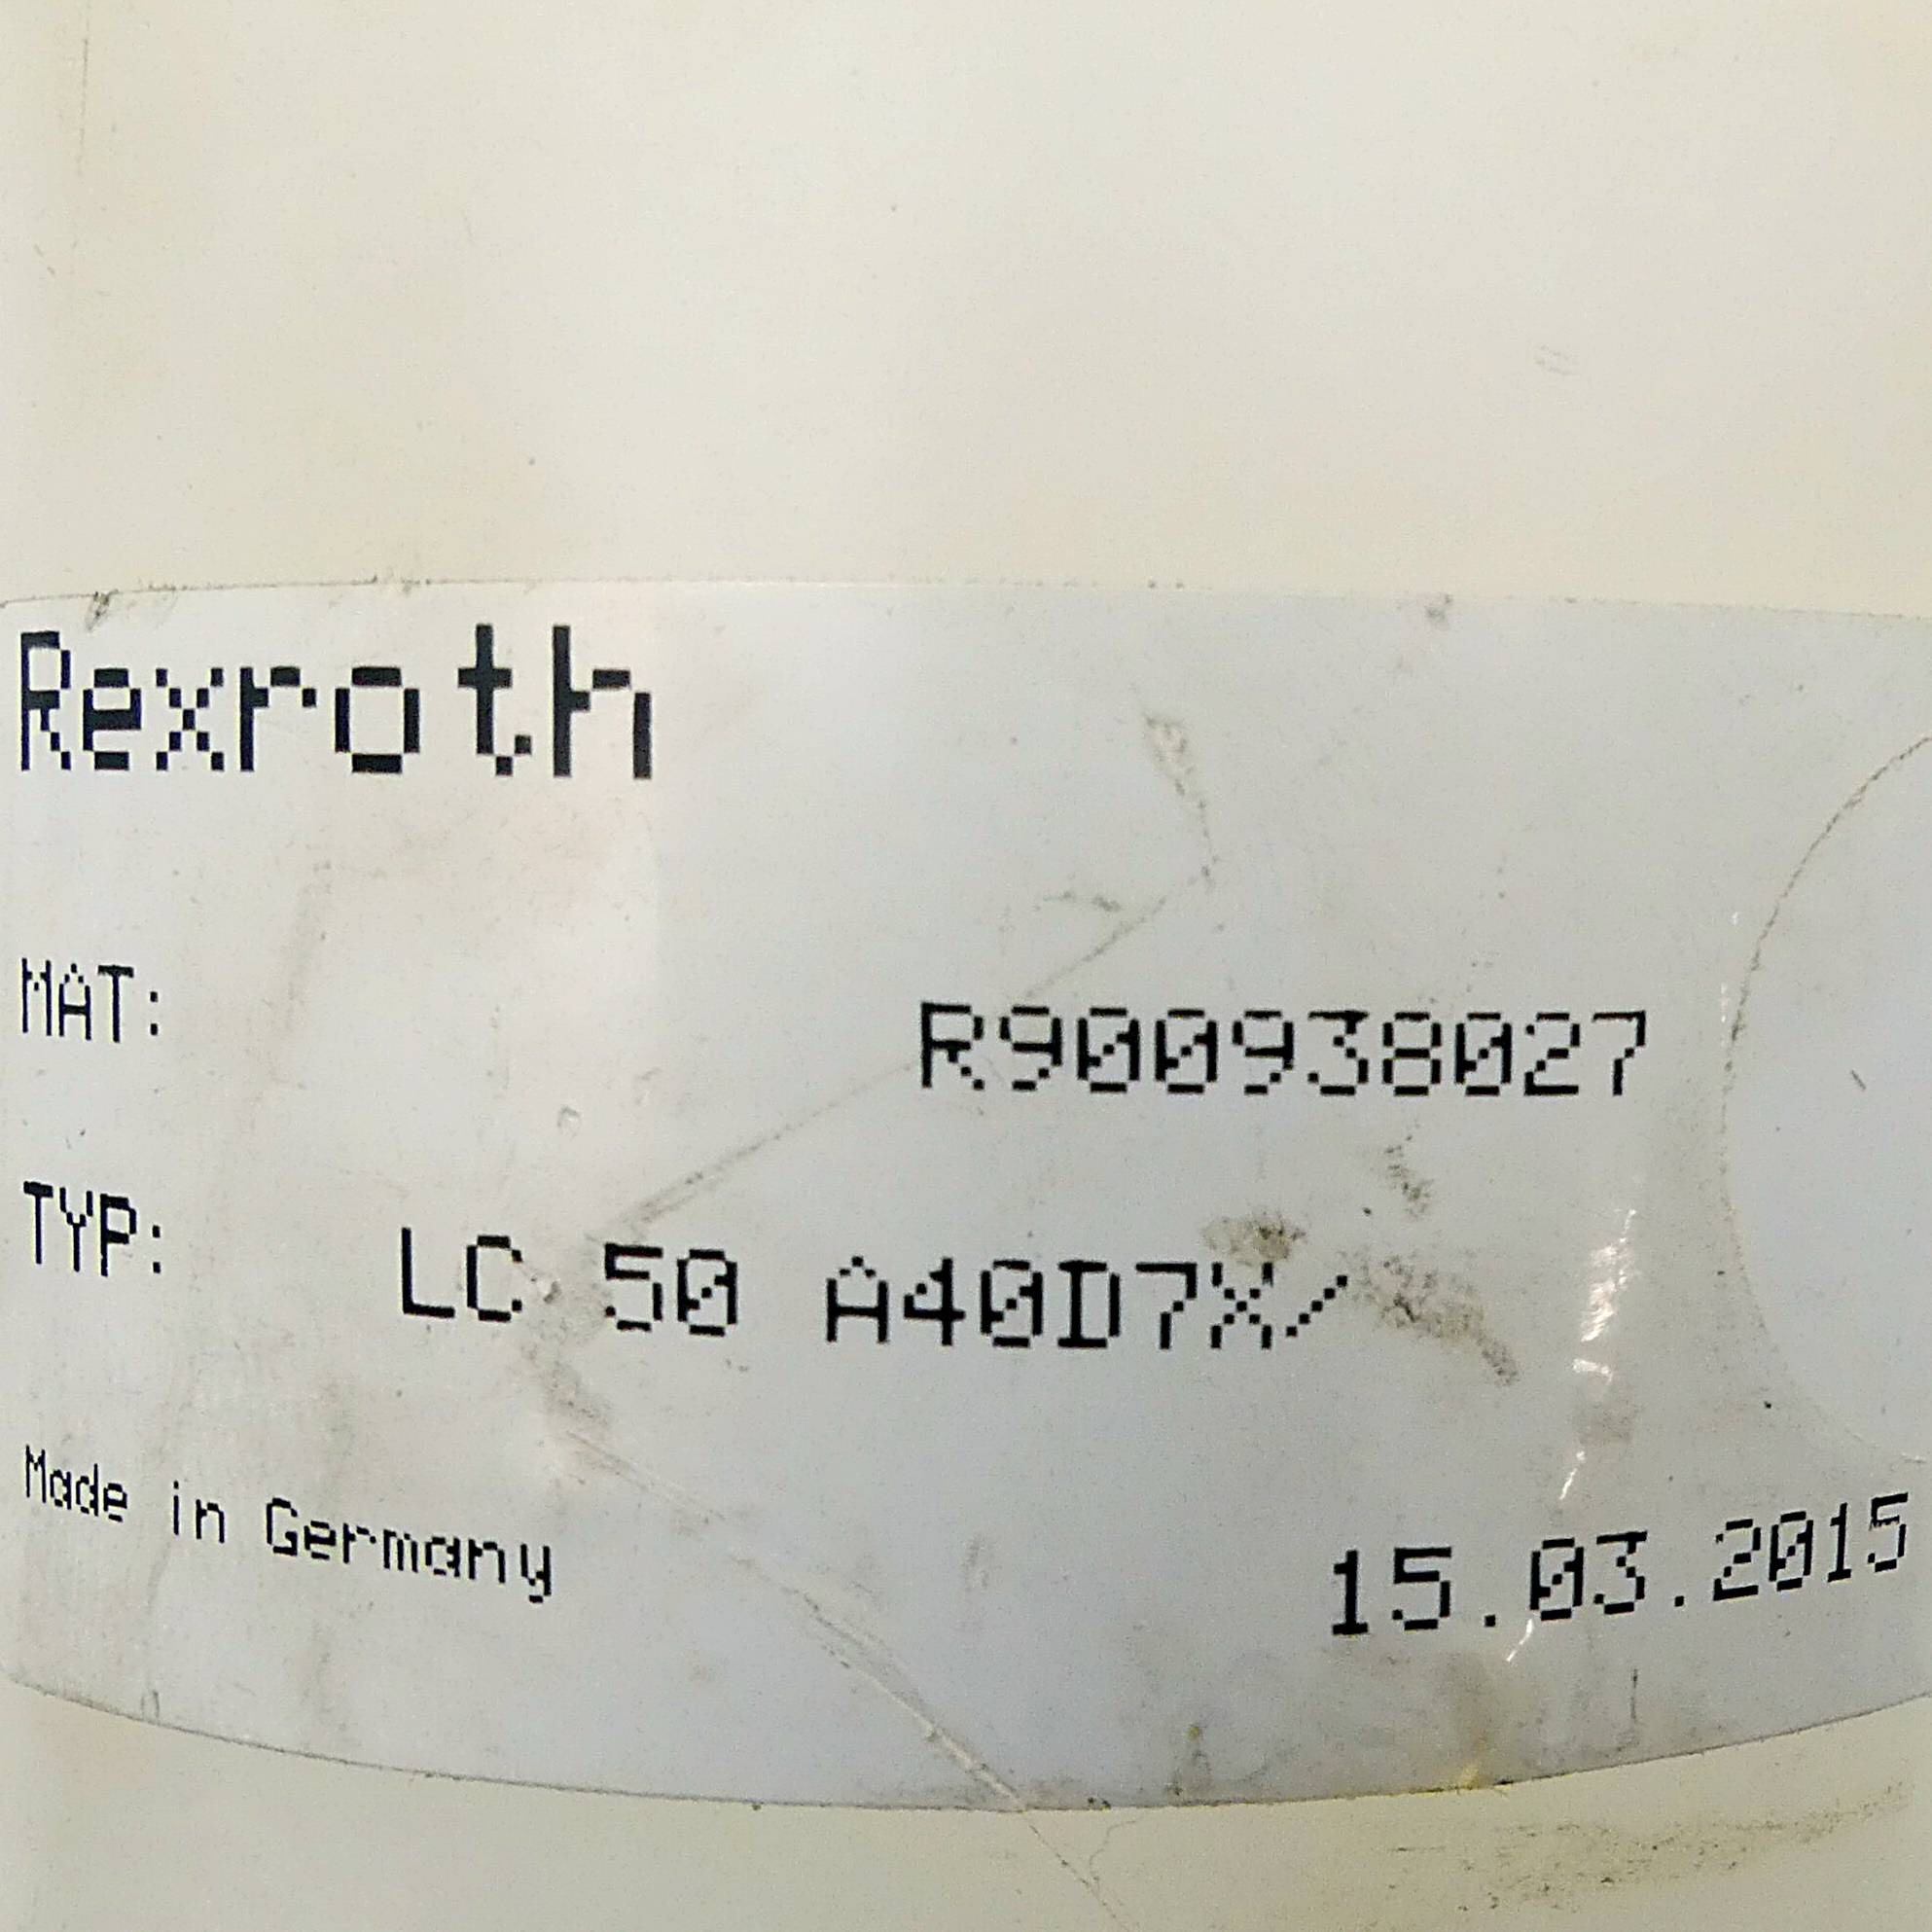 Rexroth
MAT: R900938027
TYP: LC 50 A40D7X/
Made in Germany 15.03.2015